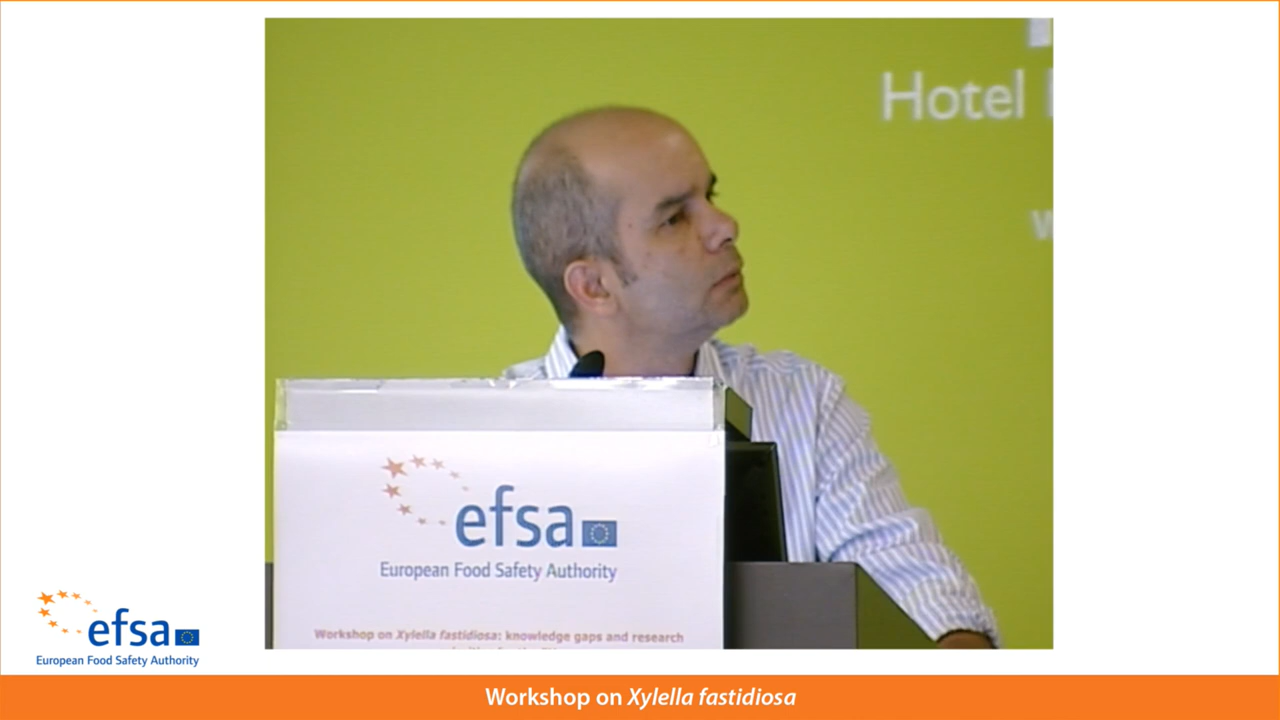 Hotel
efsa
European Food Safety Authority
Workshop on Xylella fastidiosa: knowledge gaps and research
efsa
European Food Safety Authority
Workshop on Xylella fastidiosa